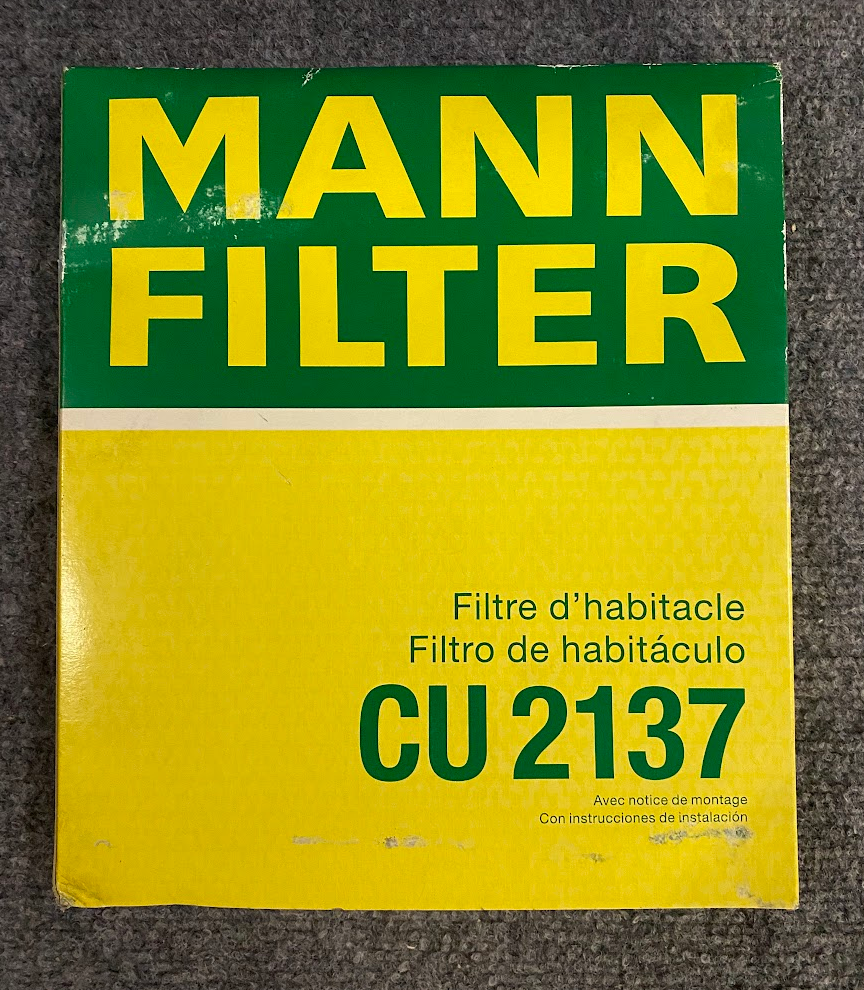 MANN
FILTER
Filtre d’habitacle
Filtro de habitáculo
CU 2137
Avec notice de montage
Con instrucciones de instalación